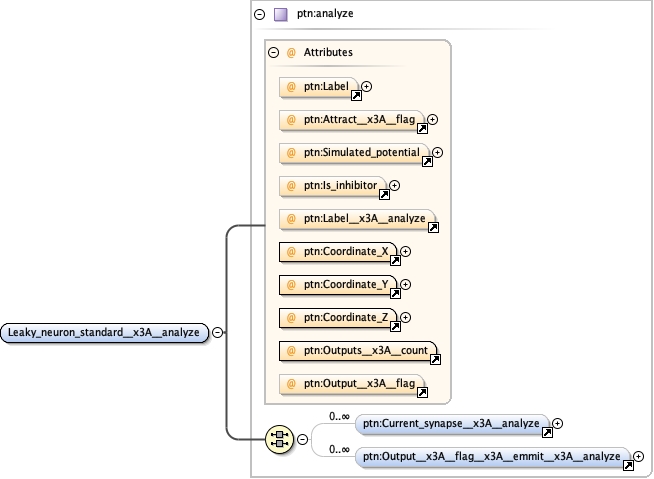 ptn:analyze
@ Attributes
@ ptn:Label
@ ptn:Attract__x3A__flag
@ ptn:Simulated_potential
@ ptn:Is_inhibitor
@ ptn:Label__x3A__analyze
@ ptn:Coordinate_X
@ ptn:Coordinate_Y
@ ptn:Coordinate_Z
Leaky_neuron_standard__x3A__analyze
@ ptn:Outputs__x3A__count
@ ptn:Output__x3A__flag
0..∞
ptn:Current_synapse__x3A__analyze
0..∞
ptn:Output__x3A__flag__x3A__emmit__x3A__analyze